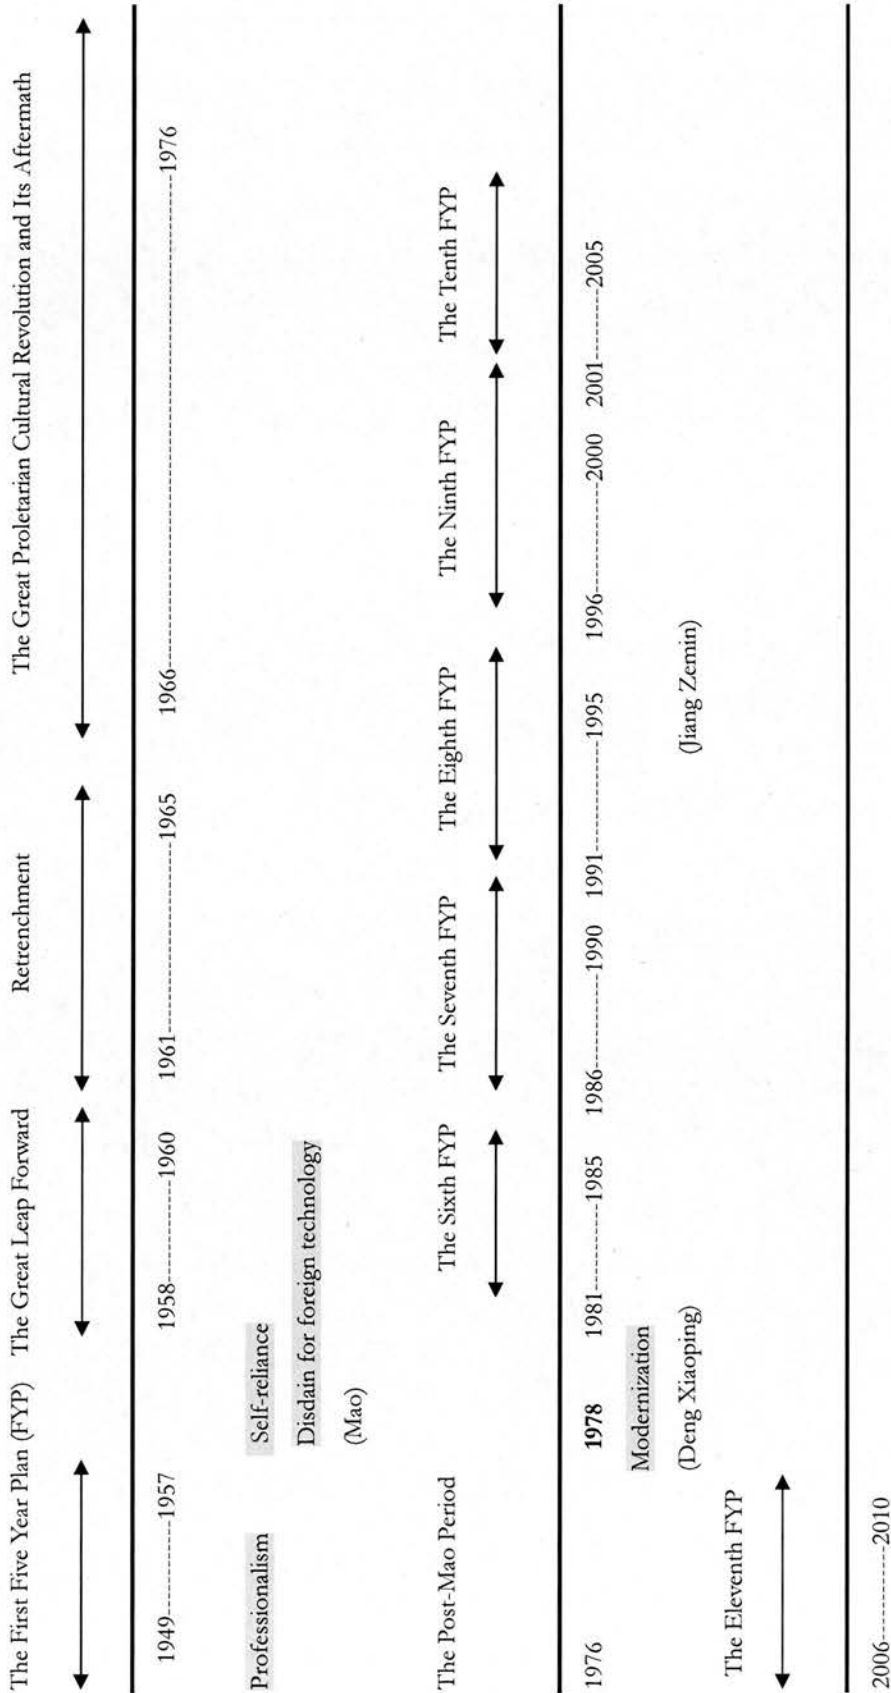 The First Five Year Plan (FYP) The Great Leap Forward Retrenchment The Great Proletarian Cultural Revolution and Its Aftermath
1949-----------1957 1958-----------1960 1961--------------------1965 1966--------------------------------------------------1976
Professionalism Self-reliance
Disdain for foreign technology
(Mao)
The Post-Mao Period The Sixth FYP The Seventh FYP The Eighth FYP The Ninth FYP The Tenth FYP
1976 1978 1981------------1985 1986------------1990 1991------------1995 1996------------2000 2001----------2005
Modernization
(Deng Xiaoping) (Jiang Zemin)
The Eleventh FYP
2006-------------2010